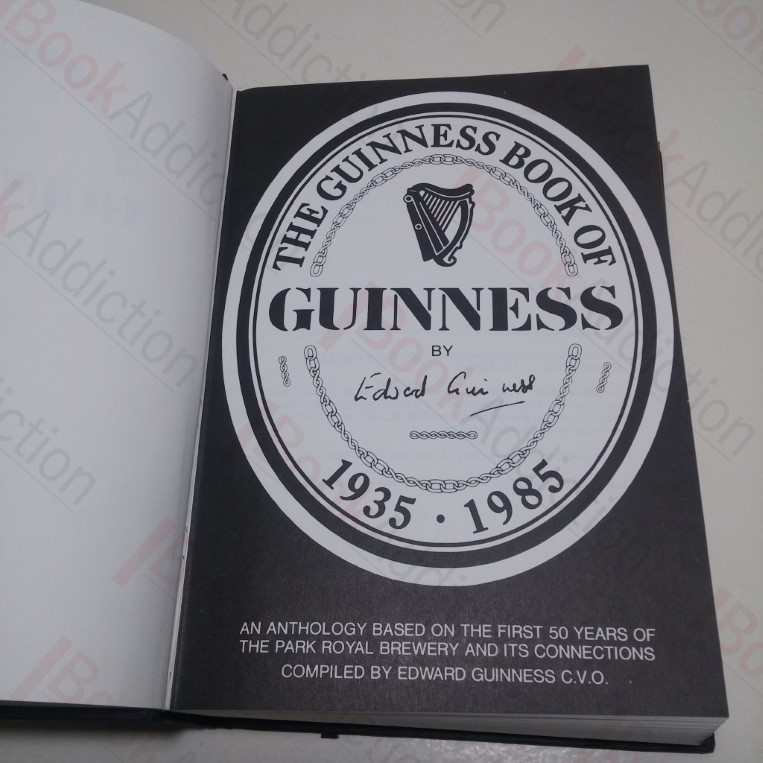 THE GUINNESS BOOK OF
GUINNESS
BY
Edward Guinness
1935 · 1985
AN ANTHOLOGY BASED ON THE FIRST 50 YEARS OF
THE PARK ROYAL BREWERY AND ITS CONNECTIONS
COMPILED BY EDWARD GUINNESS C.V.O.
BookAddiction